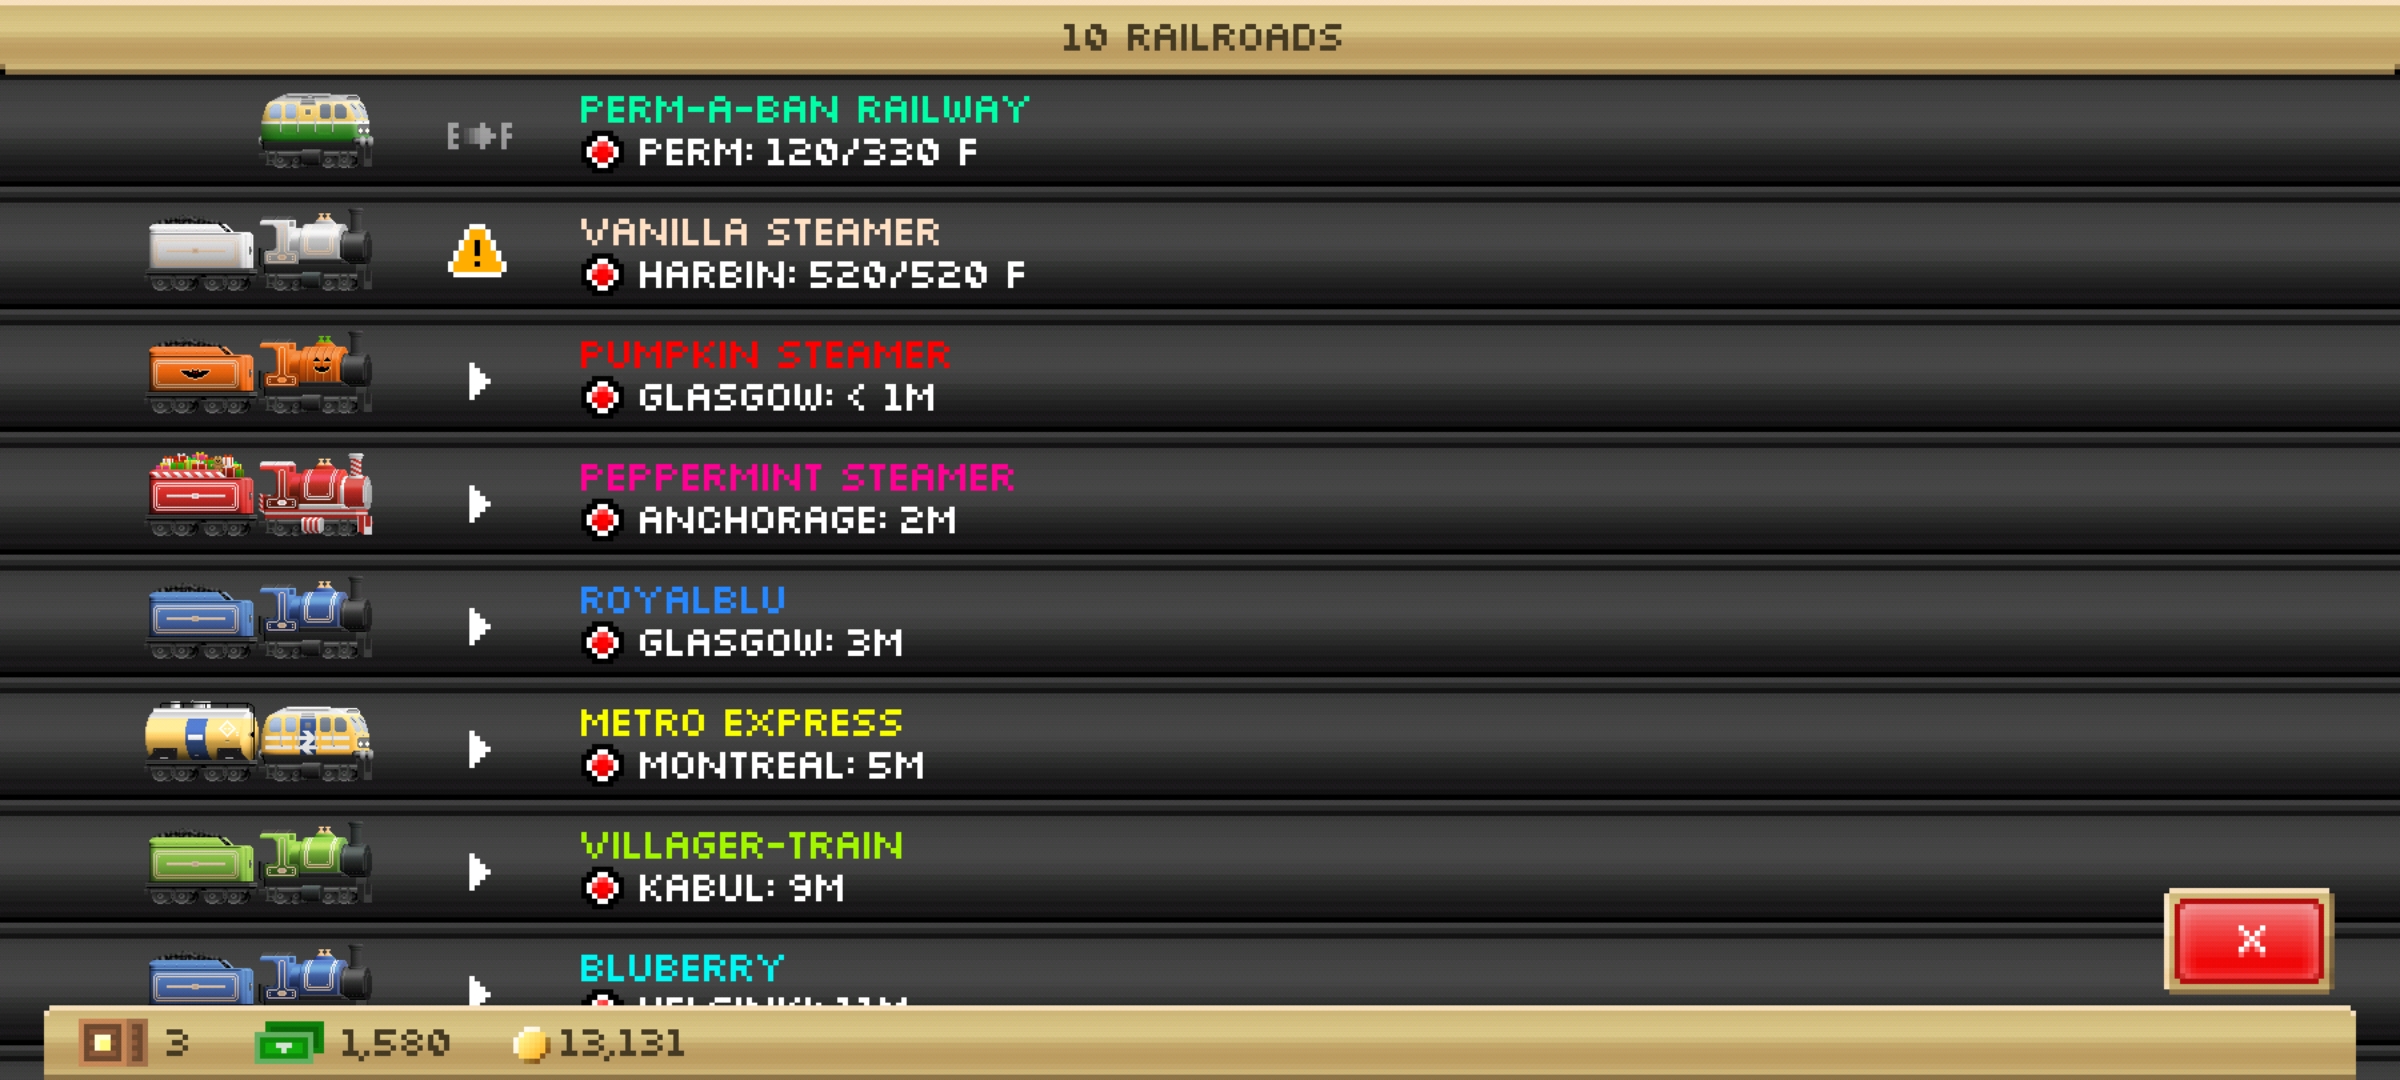 10 RAILROADS
PERM-A-BAN RAILWAY
E F
PERM: 120/330 F
VANILLA STEAMER
!
HARBIN: 520/520 F
PUMPKIN STEAMER
GLASGOW: < 1M
PEPPERMINT STEAMER
ANCHORAGE: 2M
ROYALBLU
GLASGOW: 3M
METRO EXPRESS
MONTREAL: 5M
VILLAGER-TRAIN
KABUL: 9M
X
BLUBERRY
HELSINKI: 11M
3 1,580 13,131